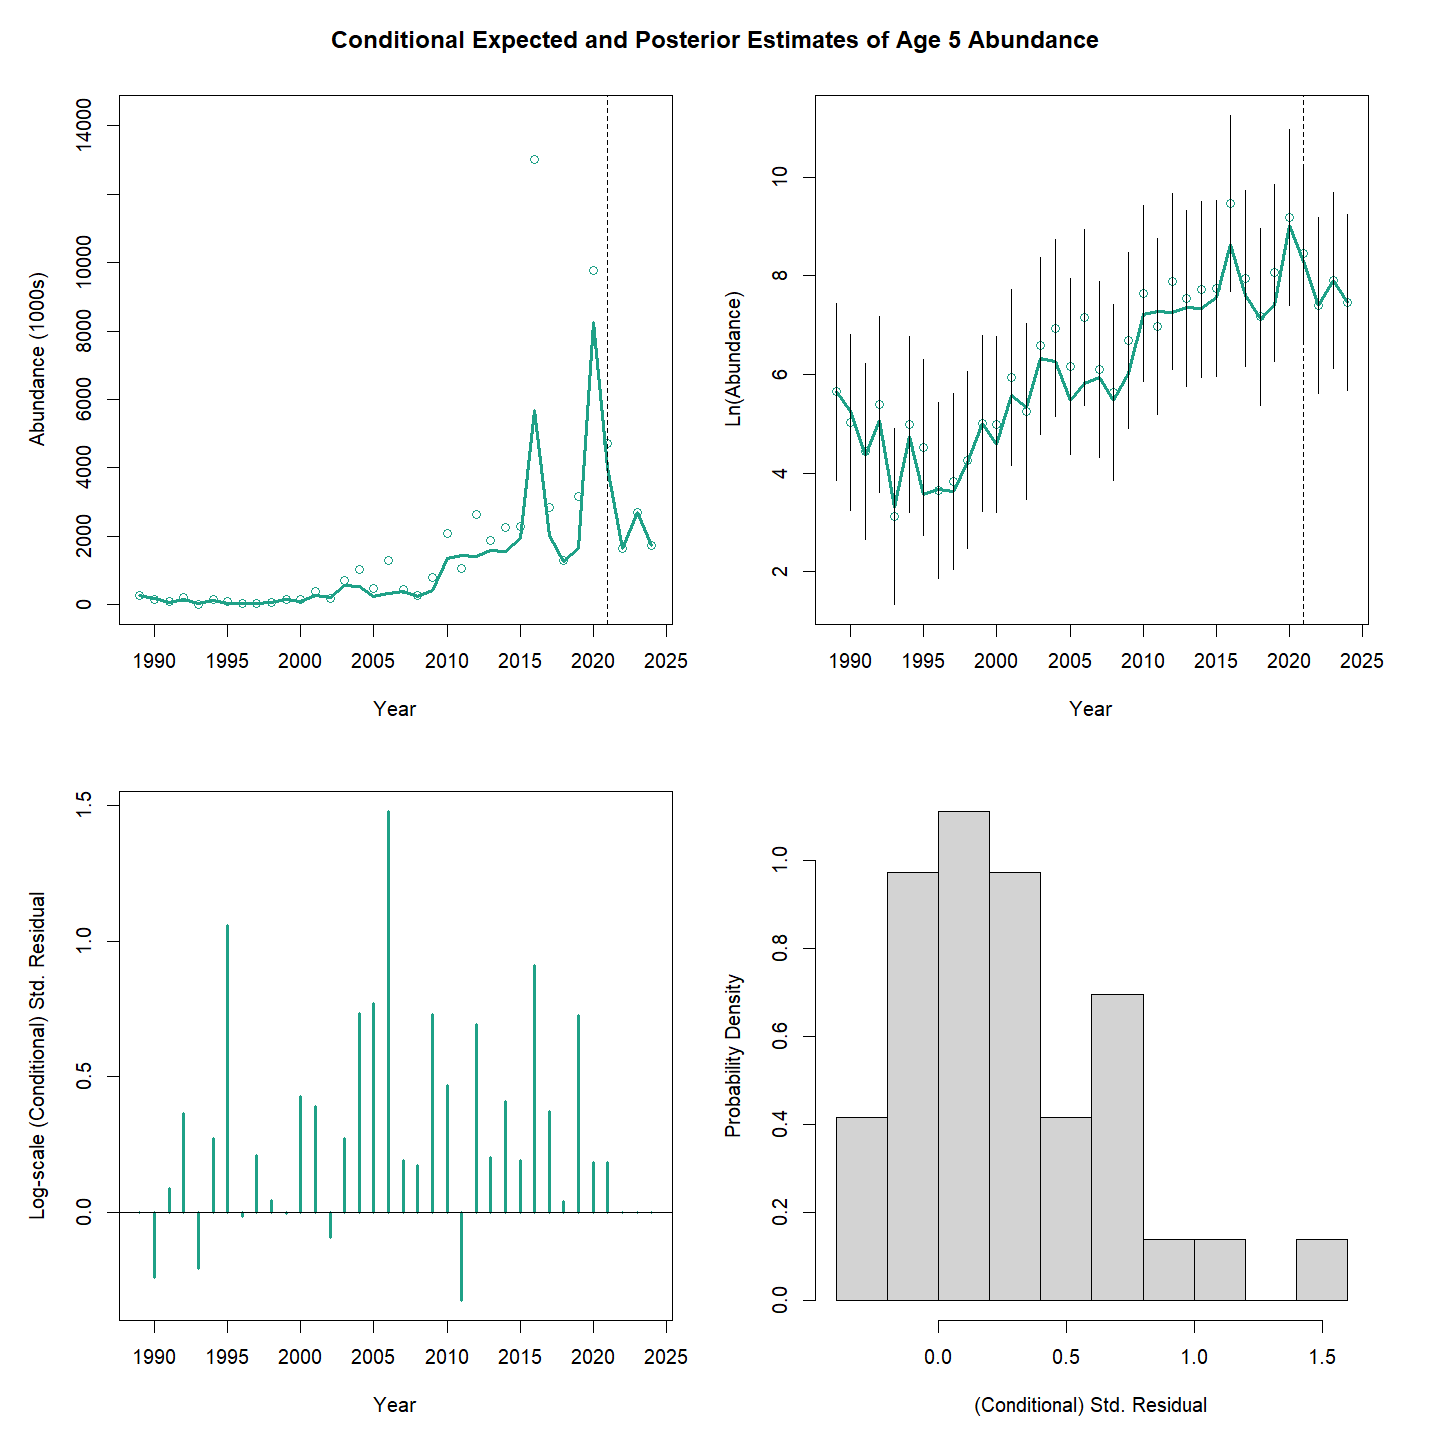 Conditional Expected and Posterior Estimates of Age 5 Abundance
Abundance (1000s)
0 2000 4000 6000 8000 10000 14000
1990 1995 2000 2005 2010 2015 2020 2025
Year
Ln(Abundance)
2 4 6 8 10
1990 1995 2000 2005 2010 2015 2020 2025
Year
Log-scale (Conditional) Std. Residual
0.0 0.5 1.0 1.5
1990 1995 2000 2005 2010 2015 2020 2025
Year
Probability Density
0.0 0.2 0.4 0.6 0.8 1.0
0.0 0.5 1.0 1.5
(Conditional) Std. Residual